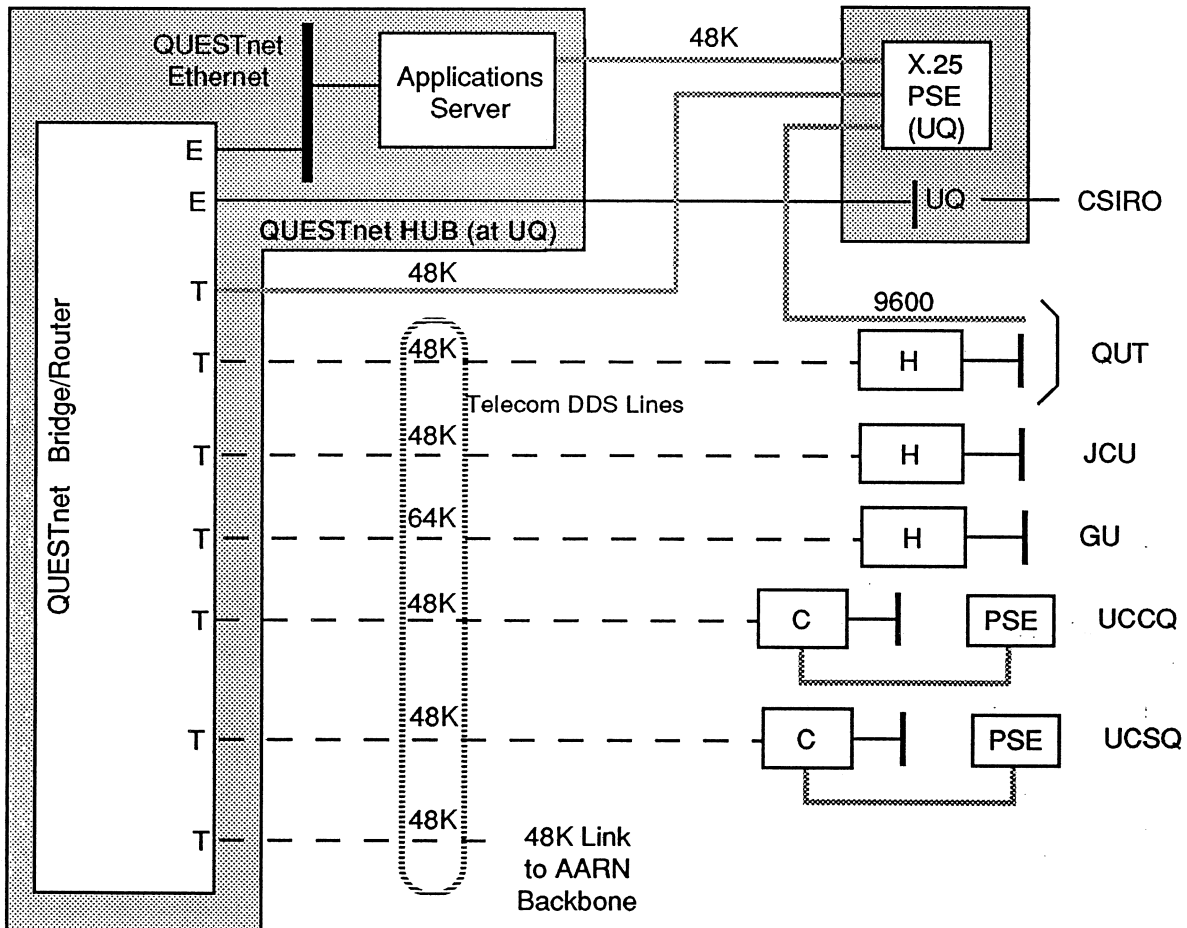 QUESTnet
Ethernet
Applications
Server
48K
X.25
PSE
(UQ)
E
E
UQ
CSIRO
QUESTnet HUB (at UQ)
T
48K
9600
T
48K
H
QUT
Telecom DDS Lines
T
48K
H
JCU
T
64K
H
GU
T
48K
C
PSE
UCCQ
T
48K
C
PSE
UCSQ
T
48K
48K Link
to AARN
Backbone
QUESTnet Bridge/Router